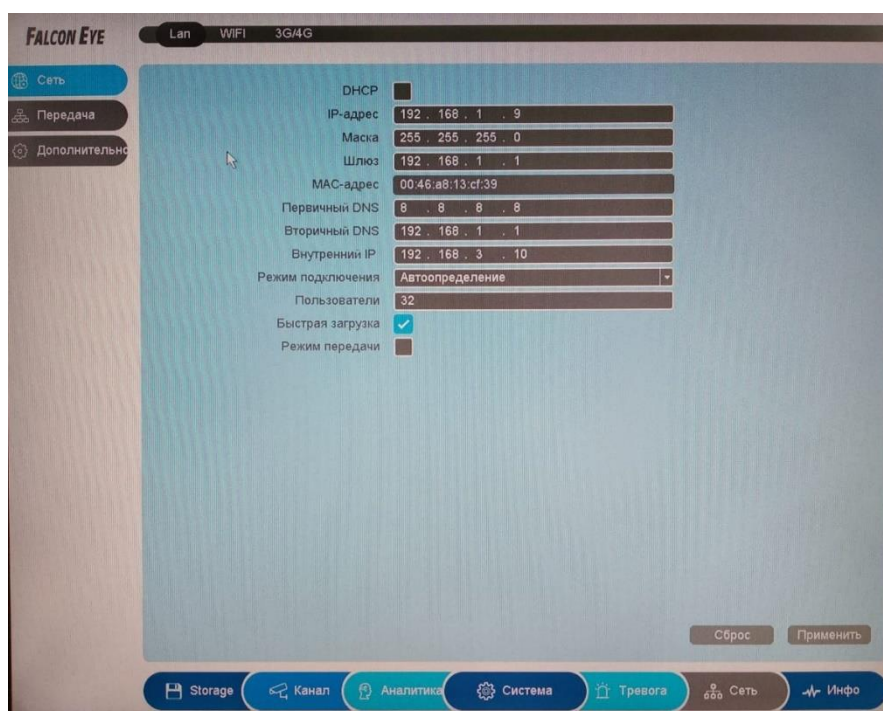 FALCON EYE
Lan WIFI 3G/4G
Сеть
Передача
Дополнительно
DHCP
IP-адрес 192 . 168 . 1 . 9
Маска 255 . 255 . 255 . 0
Шлюз 192 . 168 . 1 . 1
MAC-адрес 00:46:a8:13:cf:39
Первичный DNS 8 . 8 . 8 . 8
Вторичный DNS 192 . 168 . 1 . 1
Внутренний IP 192 . 168 . 3 . 10
Режим подключения Автоопределение
Пользователи 32
Быстрая загрузка
Режим передачи
Сброс Применить
Storage Канал Аналитика Система Тревога Сеть Инфо